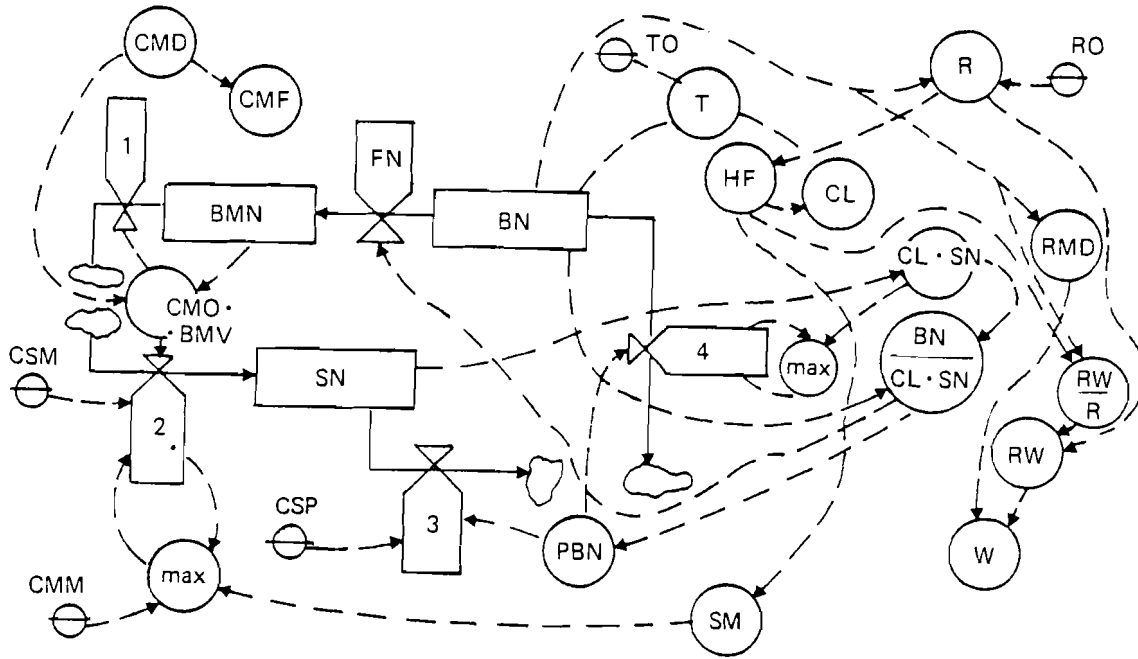 CMD
TO
R
RO
CMF
T
1
FN
HF
CL
BMN
BN
RMD
CL · SN
CMO ·
· BMV
BN
CL · SN
CSM
SN
4
max
RW
R
2.
RW
CSP
3
PBN
W
CMM
max
SM